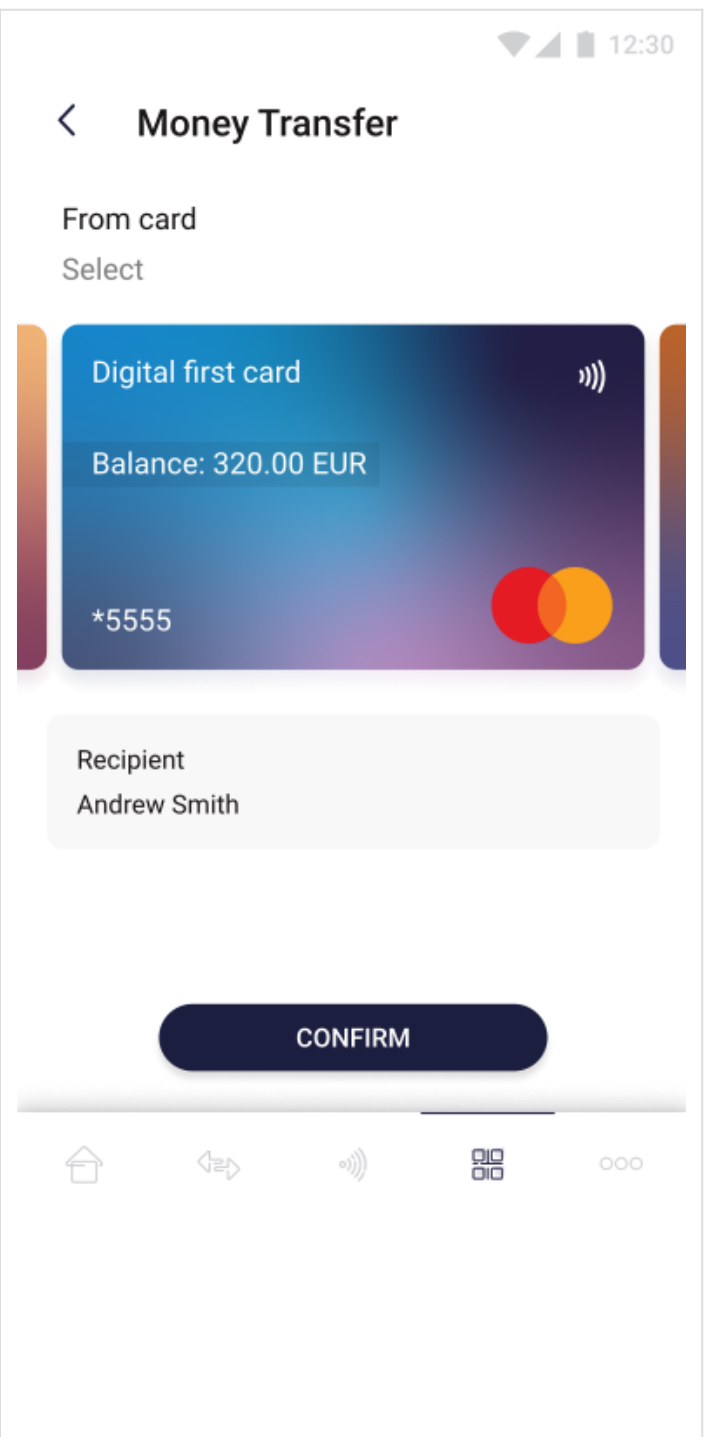 12:30
Money Transfer
From card
Select
Digital first card
Balance: 320.00 EUR
*5555
Recipient
Andrew Smith
CONFIRM